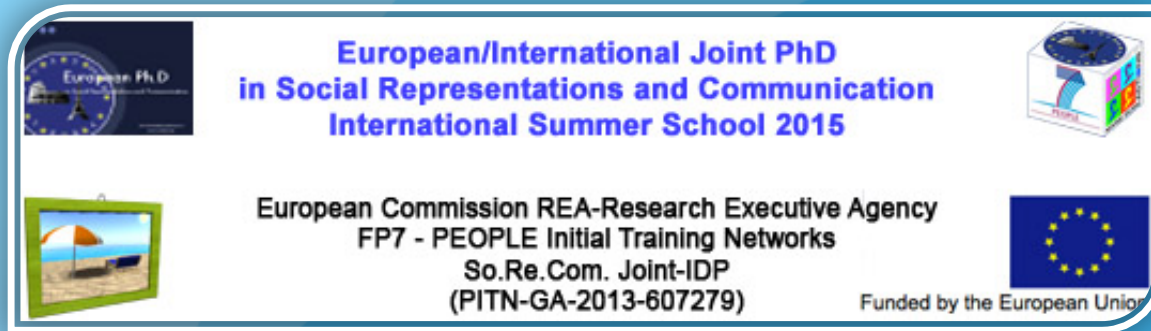 European Ph.D
European/International Joint PhD
in Social Representations and Communication
International Summer School 2015
7
PEOPLE
European Commission REA-Research Executive Agency
FP7 - PEOPLE Initial Training Networks
So.Re.Com. Joint-IDP
(PITN-GA-2013-607279)
Funded by the European Union